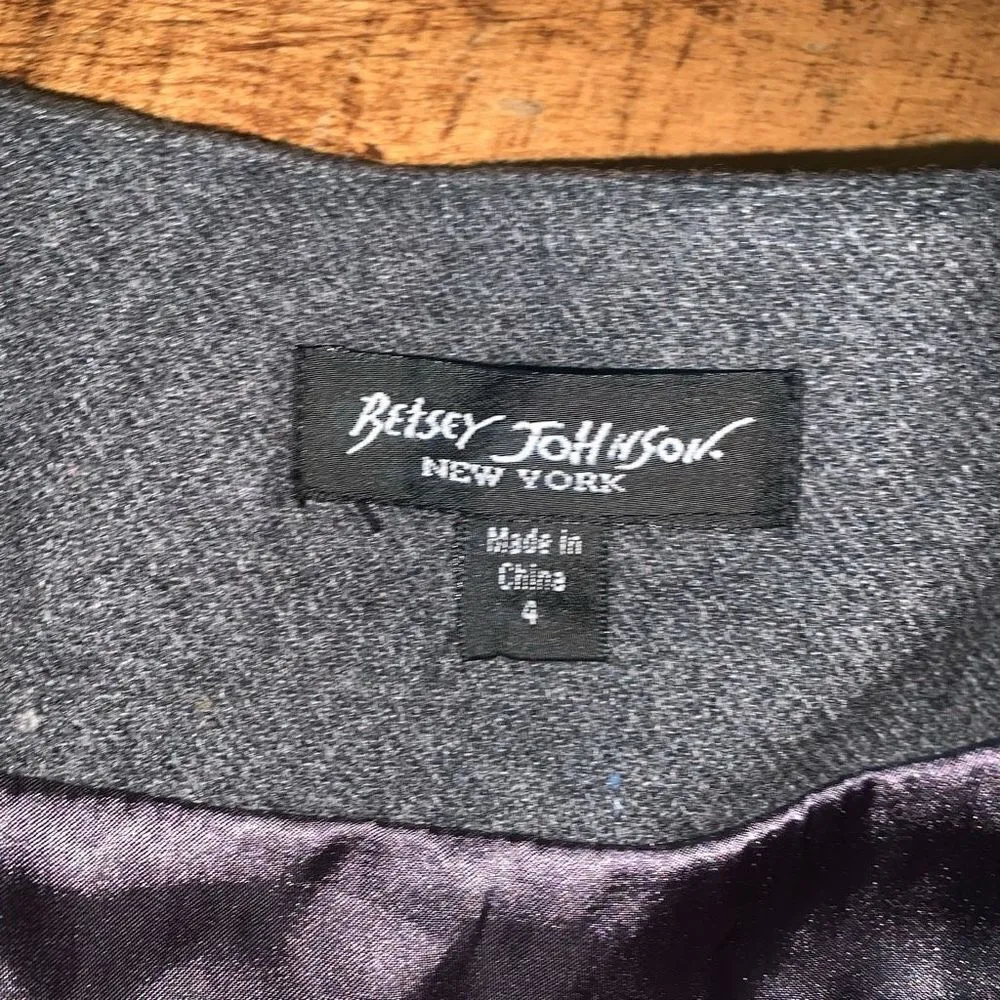 Betsey Johnson.
NEW YORK
Made in
China
4